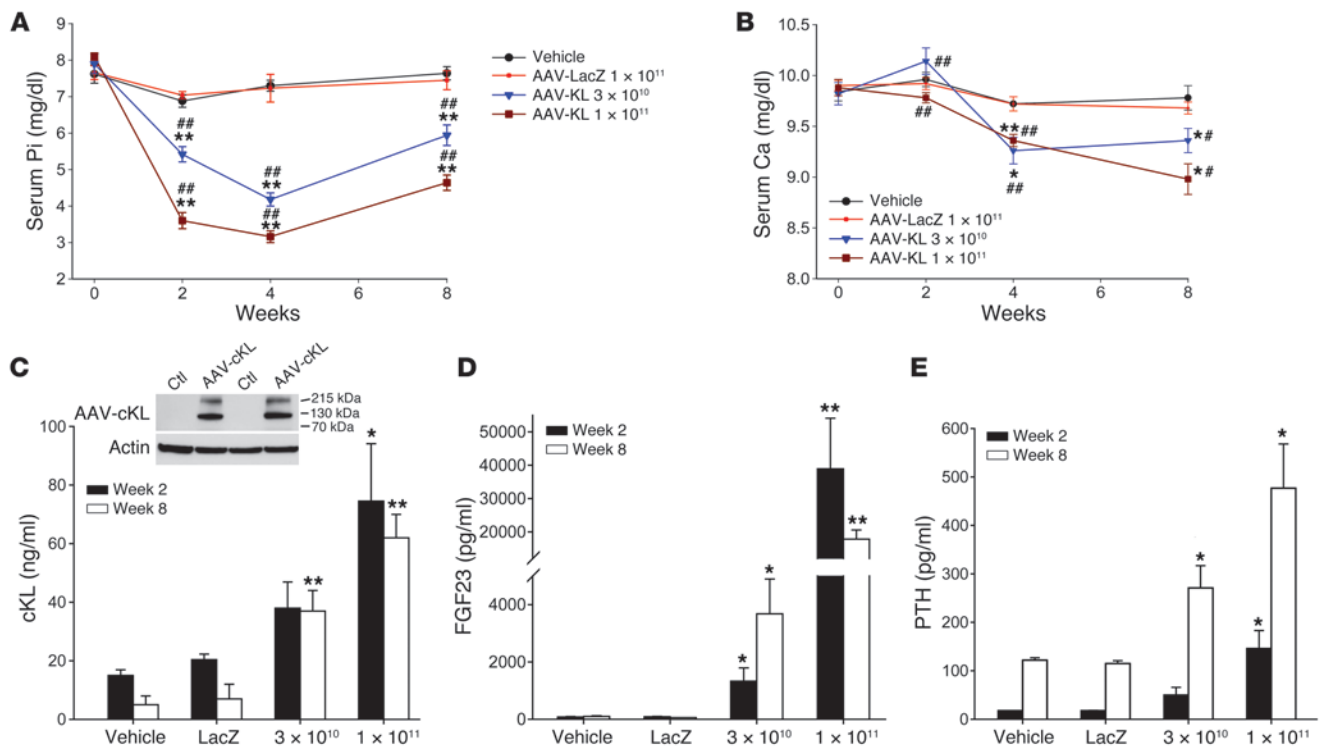 A
9
8
7
6
5
4
3
2
Serum Pi (mg/dl)
##
**
##
**
##
**
##
**
##
**
##
**
0 2 4 6 8
Weeks
Vehicle
AAV-LacZ 1 × 10¹¹
AAV-KL 3 × 10¹⁰
AAV-KL 1 × 10¹¹
B
10.5
10.0
9.5
9.0
8.5
8.0
Serum Ca (mg/dl)
##
##
**##
*
##
*#
*#
Vehicle
AAV-LacZ 1 × 10¹¹
AAV-KL 3 × 10¹⁰
AAV-KL 1 × 10¹¹
0 2 4 6 8
Weeks
C
Ctl AAV-cKL Ctl AAV-cKL
AAV-cKL
215 kDa
130 kDa
70 kDa
Actin
100
80
60
40
20
0
cKL (ng/ml)
Week 2
Week 8
**
*
**
Vehicle LacZ 3 × 10¹⁰ 1 × 10¹¹
D
50000
40000
30000
20000
4000
2000
0
FGF23 (pg/ml)
Week 2
Week 8
*
*
**
**
Vehicle LacZ 3 × 10¹⁰ 1 × 10¹¹
E
600
500
400
300
200
100
0
PTH (pg/ml)
Week 2
Week 8
*
*
*
Vehicle LacZ 3 × 10¹⁰ 1 × 10¹¹